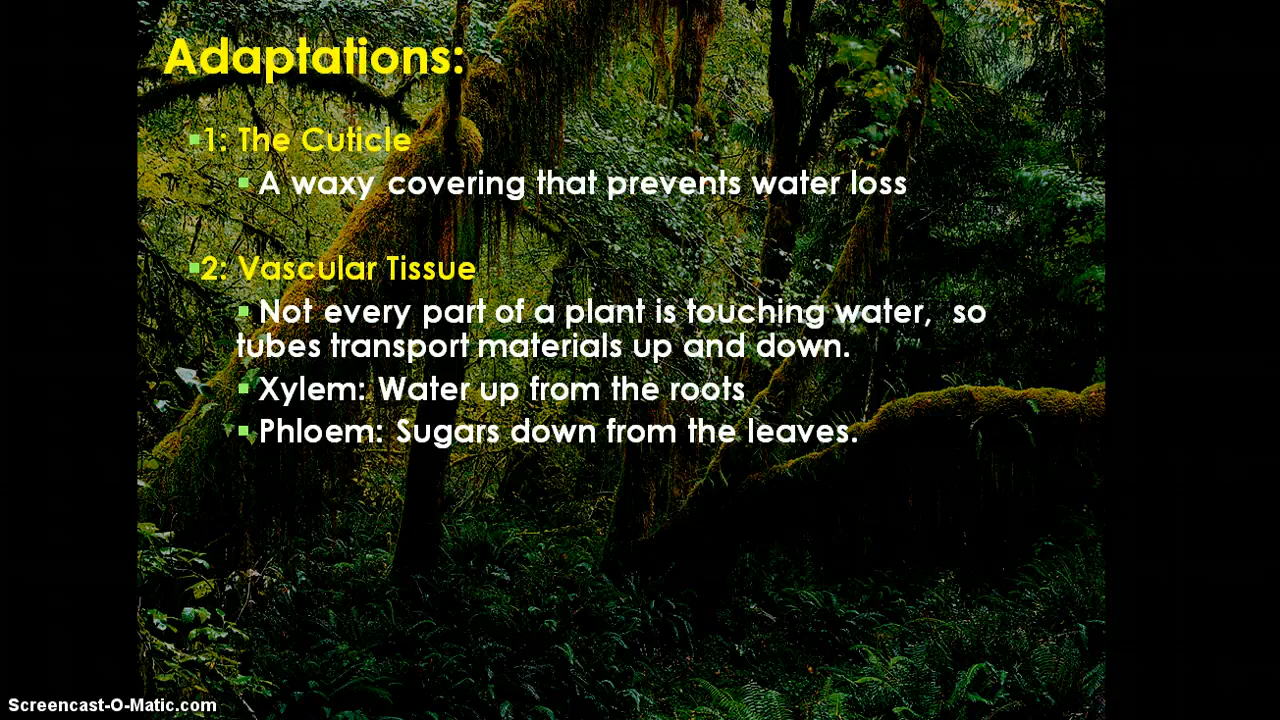 Adaptations:
▪1: The Cuticle
▪ A waxy covering that prevents water loss
▪2: Vascular Tissue
▪ Not every part of a plant is touching water, so
tubes transport materials up and down.
▪ Xylem: Water up from the roots
▪ Phloem: Sugars down from the leaves.
Screencast-O-Matic.com